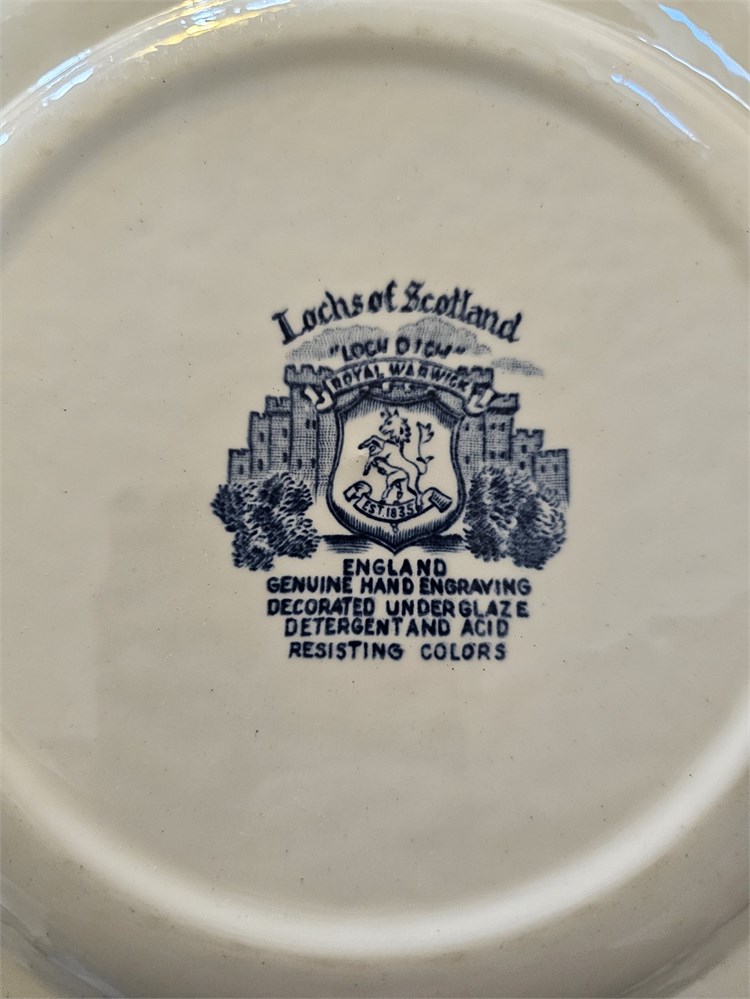 Lochs of Scotland
"LOCH DICH"
ROYAL WARWICK
EST. 1835
ENGLAND
GENUINE HAND ENGRAVING
DECORATED UNDERGLAZE
DETERGENT AND ACID
RESISTING COLORS